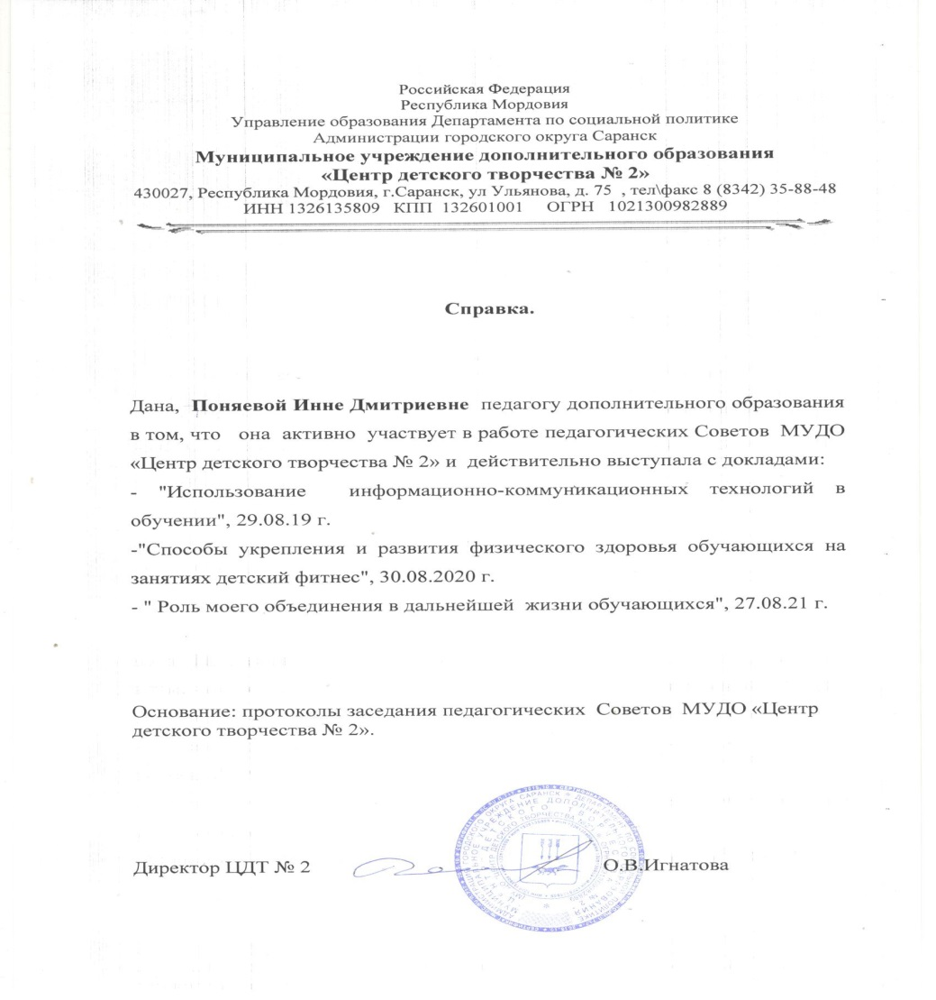 Российская Федерация
Республика Мордовия
Управление образования Департамента по социальной политике
Администрации городского округа Саранск
Муниципальное учреждение дополнительного образования
«Центр детского творчества № 2»
430027, Республика Мордовия, г.Саранск, ул Ульянова, д. 75 , тел\факс 8 (8342) 35-88-48
ИНН 1326135809 КПП 132601001 ОГРН 1021300982889
Справка.
Дана, Поняевой Инне Дмитриевне педагогу дополнительного образования
в том, что она активно участвует в работе педагогических Советов МУДО
«Центр детского творчества № 2» и действительно выступала с докладами:
- "Использование информационно-коммуникационных технологий в
обучении", 29.08.19 г.
-"Способы укрепления и развития физического здоровья обучающихся на
занятиях детский фитнес", 30.08.2020 г.
- " Роль моего объединения в дальнейшей жизни обучающихся", 27.08.21 г.
Основание: протоколы заседания педагогических Советов МУДО «Центр
детского творчества № 2».
Директор ЦДТ № 2 О.В.Игнатова